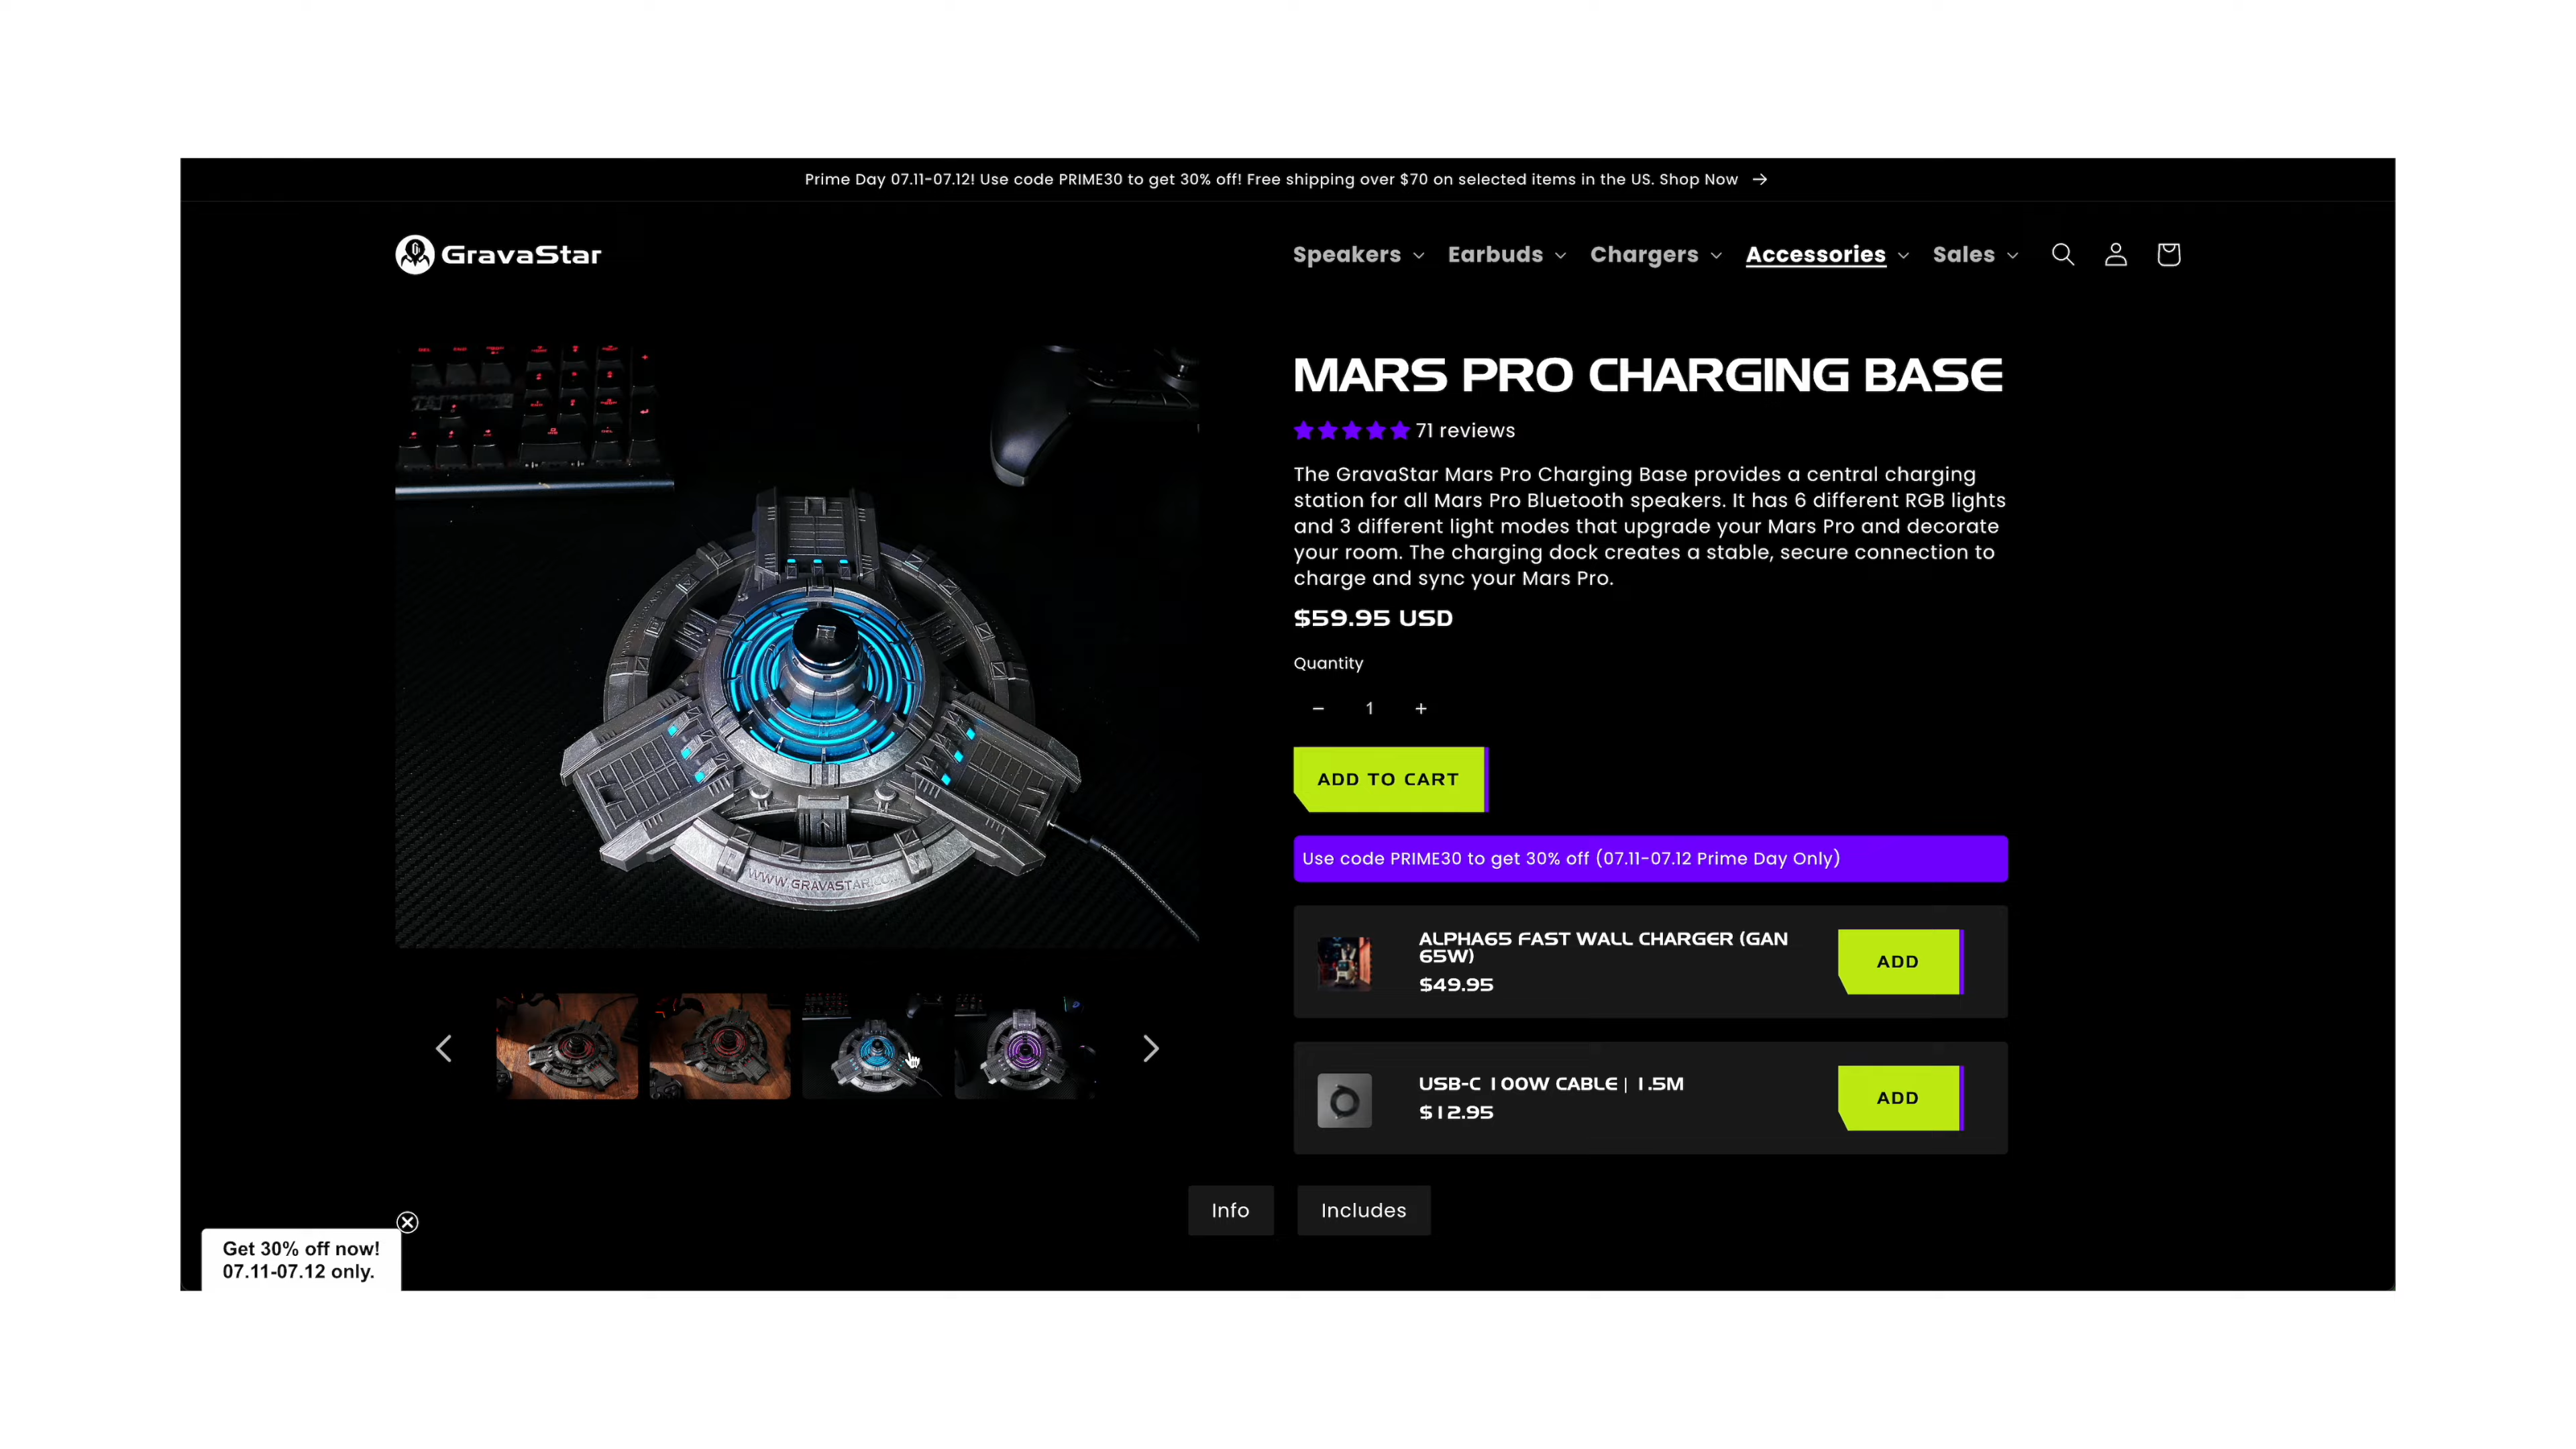 Prime Day 07.11-07.12! Use code PRIME30 to get 30% off! Free shipping over $70 on selected items in the US. Shop Now →
GravaStar
Speakers
Earbuds
Chargers
Accessories
Sales
MARS PRO CHARGING BASE
71 reviews
The GravaStar Mars Pro Charging Base provides a central charging
station for all Mars Pro Bluetooth speakers. It has 6 different RGB lights
and 3 different light modes that upgrade your Mars Pro and decorate
your room. The charging dock creates a stable, secure connection to
charge and sync your Mars Pro.
$59.95 USD
Quantity
− 1 +
ADD TO CART
Use code PRIME30 to get 30% off (07.11-07.12 Prime Day Only)
WWW.GRAVASTAR.
ALPHA65 FAST WALL CHARGER (GAN
65W)
$49.95
ADD
USB-C 100W CABLE | 1.5M
$12.95
ADD
Info
Includes
Get 30% off now!
07.11-07.12 only.